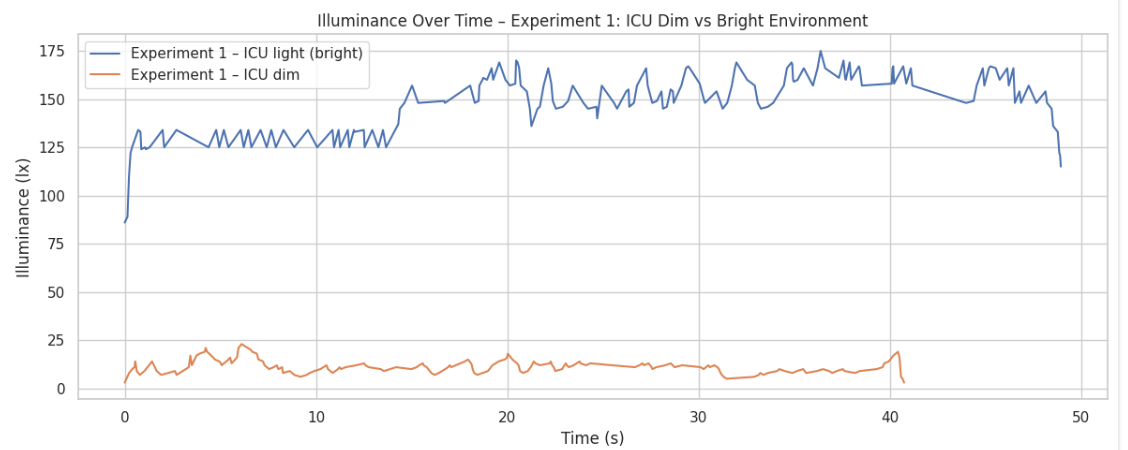 Illuminance Over Time – Experiment 1: ICU Dim vs Bright Environment
Experiment 1 – ICU light (bright)
Experiment 1 – ICU dim
Illuminance (lx)
175
150
125
100
75
50
25
0
0 10 20 30 40 50
Time (s)